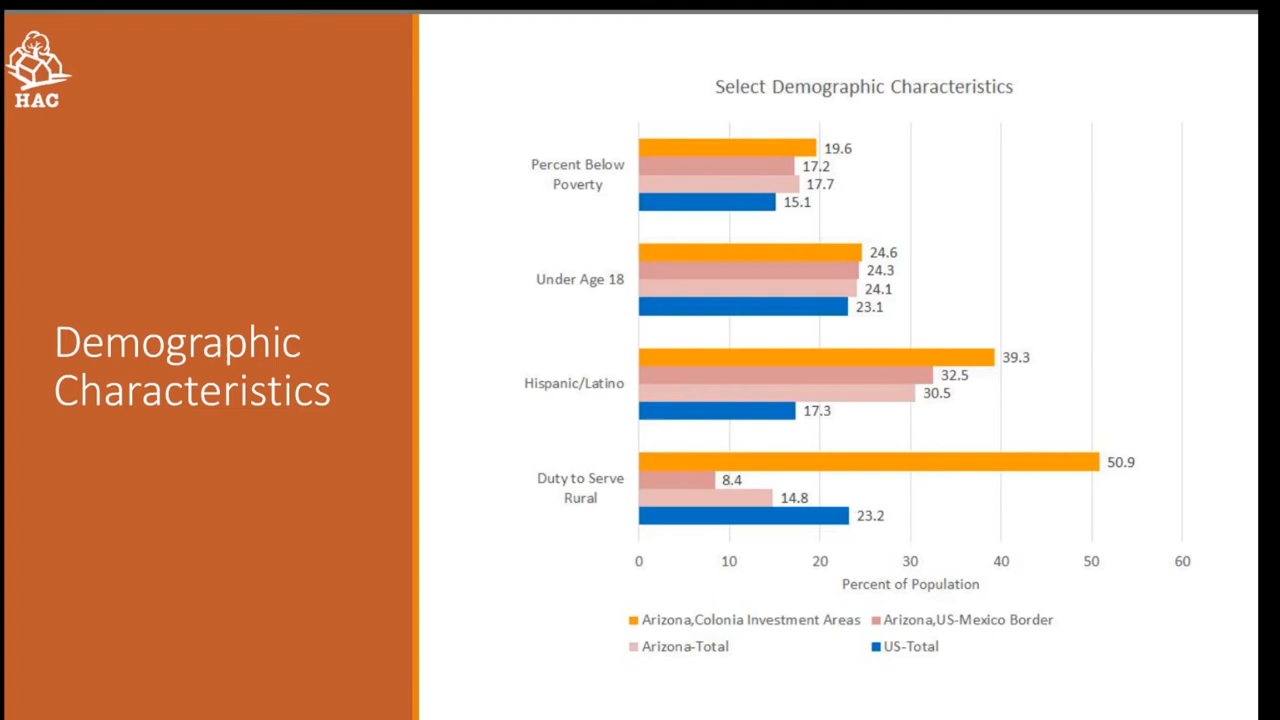 HAC
Demographic
Characteristics
Select Demographic Characteristics
Percent Below
Poverty
19.6
17.2
17.7
15.1
Under Age 18
24.6
24.3
24.1
23.1
Hispanic/Latino
39.3
32.5
30.5
17.3
Duty to Serve
Rural
50.9
8.4
14.8
23.2
0 10 20 30 40 50 60
Percent of Population
Arizona,Colonia Investment Areas Arizona,US-Mexico Border
Arizona-Total US-Total